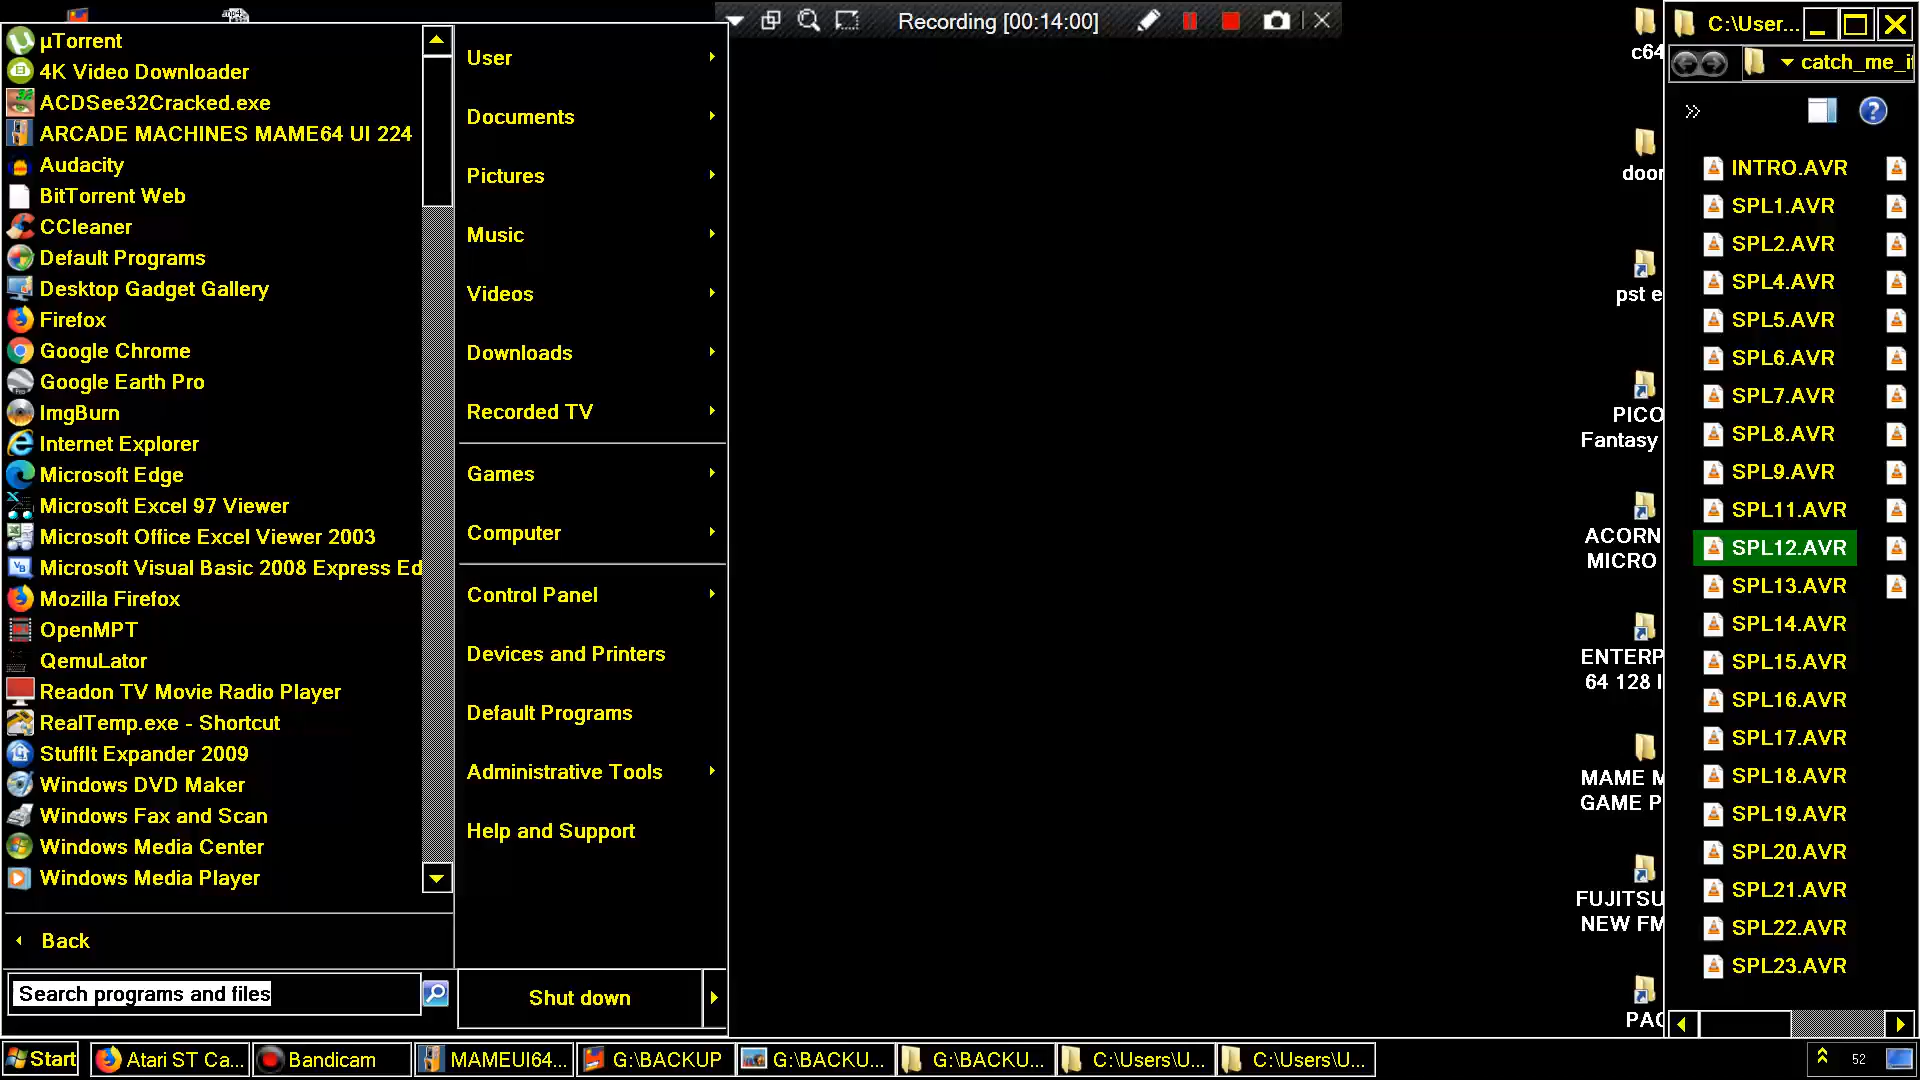 µTorrent
4K Video Downloader
ACDSee32Cracked.exe
ARCADE MACHINES MAME64 UI 224
Audacity
BitTorrent Web
CCleaner
Default Programs
Desktop Gadget Gallery
Firefox
Google Chrome
Google Earth Pro
ImgBurn
Internet Explorer
Microsoft Edge
Microsoft Excel 97 Viewer
Microsoft Office Excel Viewer 2003
Microsoft Visual Basic 2008 Express Ed
Mozilla Firefox
OpenMPT
QemuLator
Readon TV Movie Radio Player
RealTemp.exe - Shortcut
StuffIt Expander 2009
Windows DVD Maker
Windows Fax and Scan
Windows Media Center
Windows Media Player
Back
Search programs and files
User
Documents
Pictures
Music
Videos
Downloads
Recorded TV
Games
Computer
Control Panel
Devices and Printers
Default Programs
Administrative Tools
Help and Support
Shut down
Recording [00:14:00]
c64
door
pst e
PICO
Fantasy
ACORN
MICRO
ENTERP
64 128
MAME M
GAME P
FUJITSU
NEW FM
PAC
C:\User...
catch_me_i
INTRO.AVR
SPL1.AVR
SPL2.AVR
SPL4.AVR
SPL5.AVR
SPL6.AVR
SPL7.AVR
SPL8.AVR
SPL9.AVR
SPL11.AVR
SPL12.AVR
SPL13.AVR
SPL14.AVR
SPL15.AVR
SPL16.AVR
SPL17.AVR
SPL18.AVR
SPL19.AVR
SPL20.AVR
SPL21.AVR
SPL22.AVR
SPL23.AVR
Start
Atari ST Ca...
Bandicam
MAMEUI64...
G:\BACKUP
G:\BACKU...
G:\BACKU...
C:\Users\U...
C:\Users\U...
52